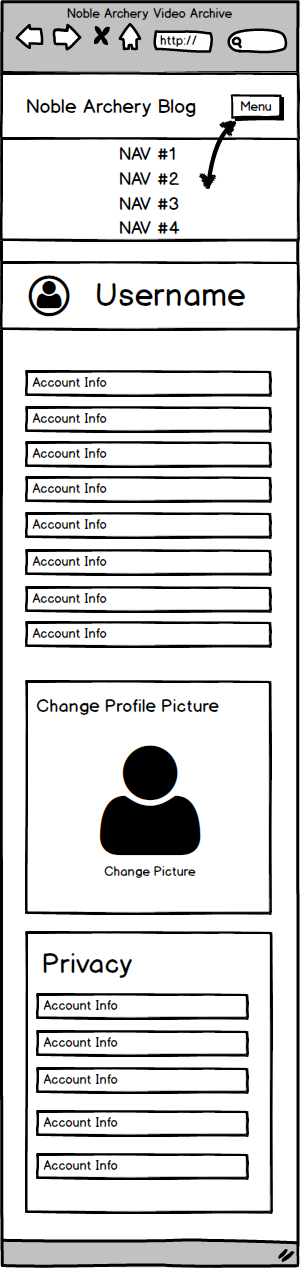 Noble Archery Video Archive
http://
Noble Archery Blog
Menu
NAV #1
NAV #2
NAV #3
NAV #4
Username
Account Info
Account Info
Account Info
Account Info
Account Info
Account Info
Account Info
Account Info
Change Profile Picture
Change Picture
Privacy
Account Info
Account Info
Account Info
Account Info
Account Info